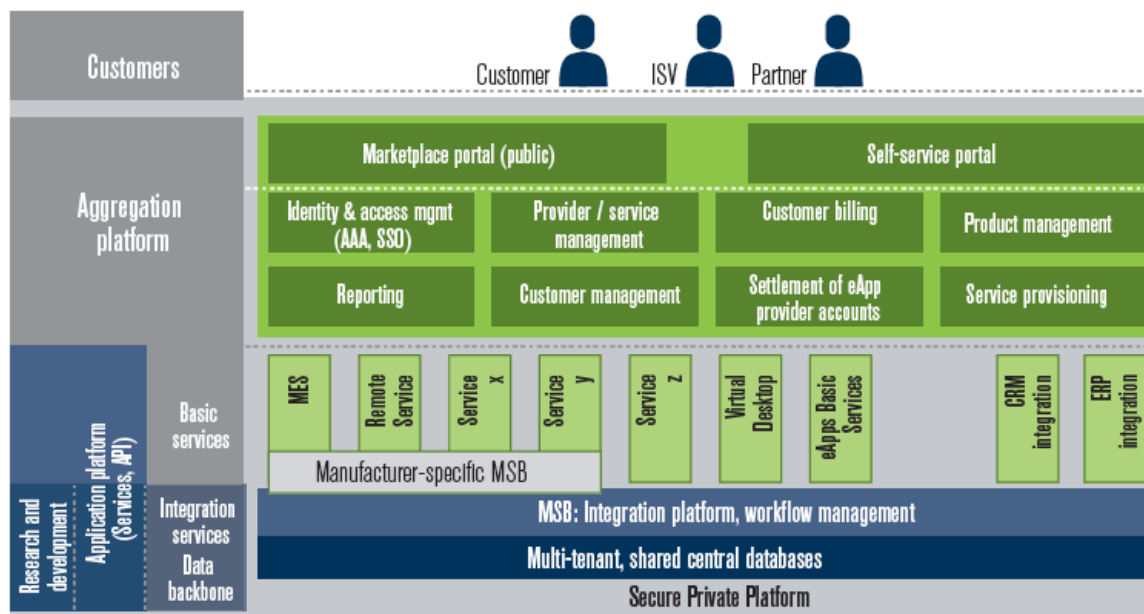 Customers
Customer
ISV
Partner
Aggregation
platform
Marketplace portal (public)
Self-service portal
Identity & access mgmt
(AAA, SSO)
Provider / service
management
Customer billing
Product management
Reporting
Customer management
Settlement of eApp
provider accounts
Service provisioning
Research and
development
Application platform
(Services, API)
Basic
services
MES
Remote
Service
Service
x
Service
y
Service
z
Virtual
Desktop
eApps Basic
Services
CRM
integration
ERP
integration
Manufacturer-specific MSB
Integration
services
MSB: Integration platform, workflow management
Data
backbone
Multi-tenant, shared central databases
Secure Private Platform